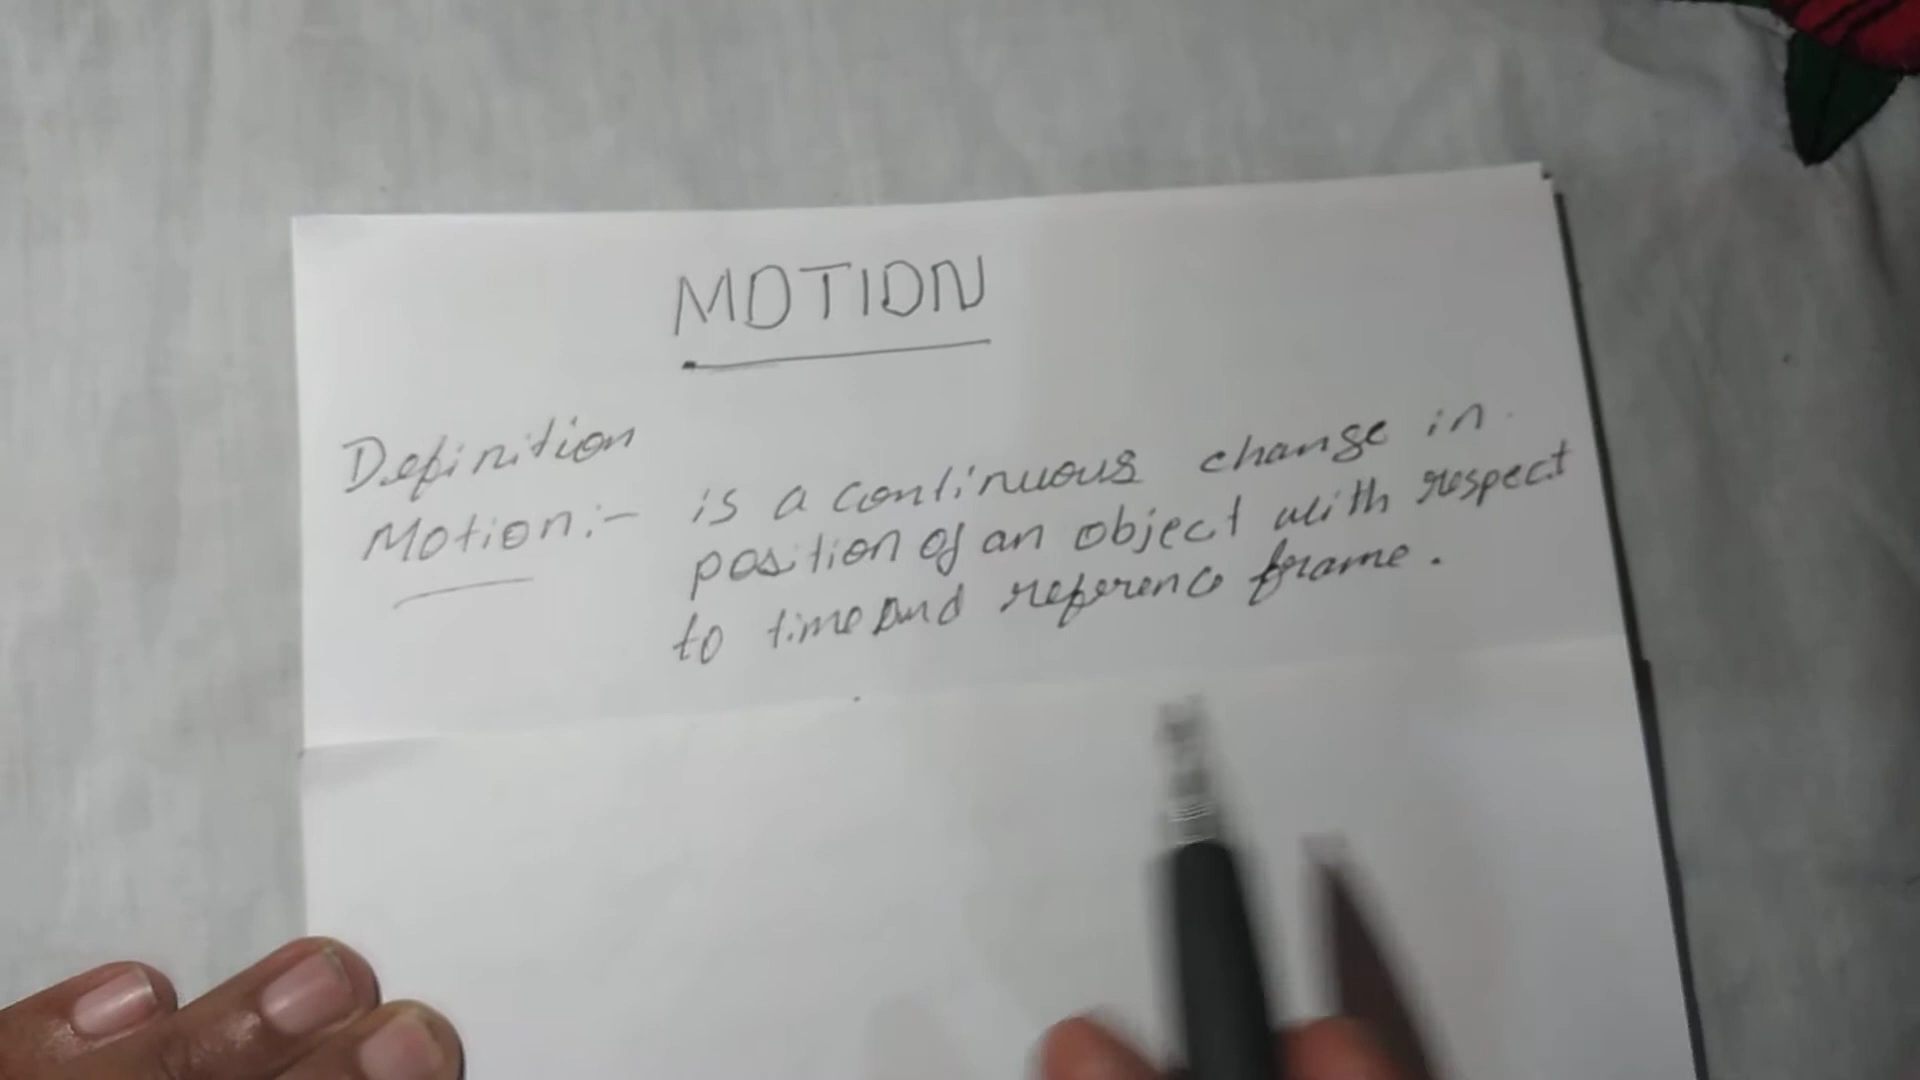 MOTION
Definition
Motion:- is a continuous change in
position of an object with respect
to time and reference frame.